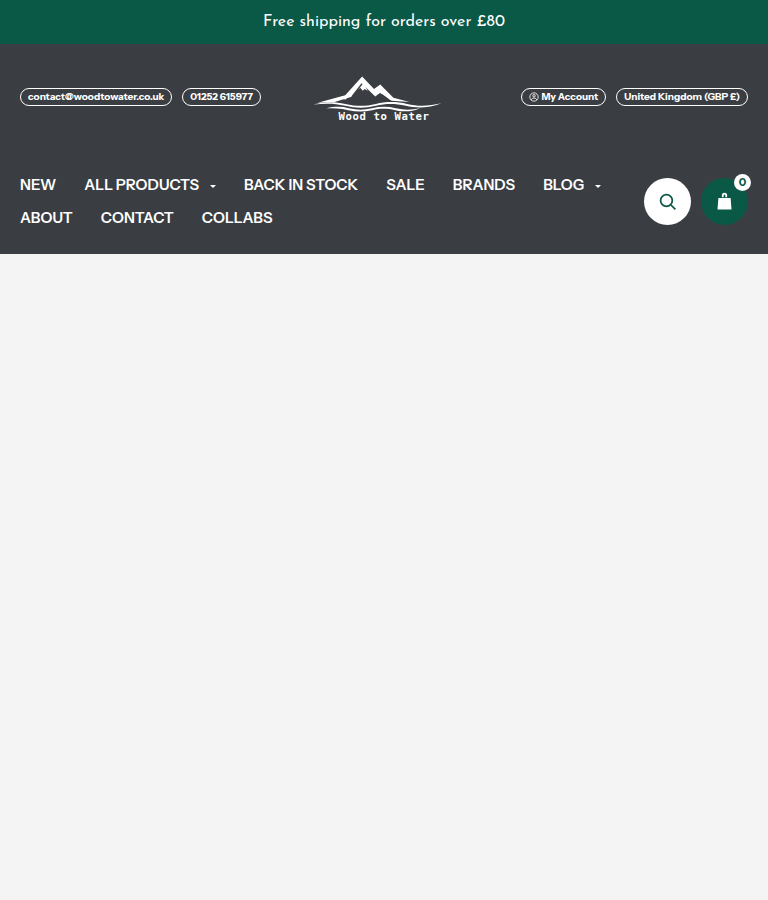 Free shipping for orders over £80
contact@woodtowater.co.uk 01252 615977
Wood to Water
My Account United Kingdom (GBP £)
NEW ALL PRODUCTS BACK IN STOCK SALE BRANDS BLOG
ABOUT CONTACT COLLABS
0